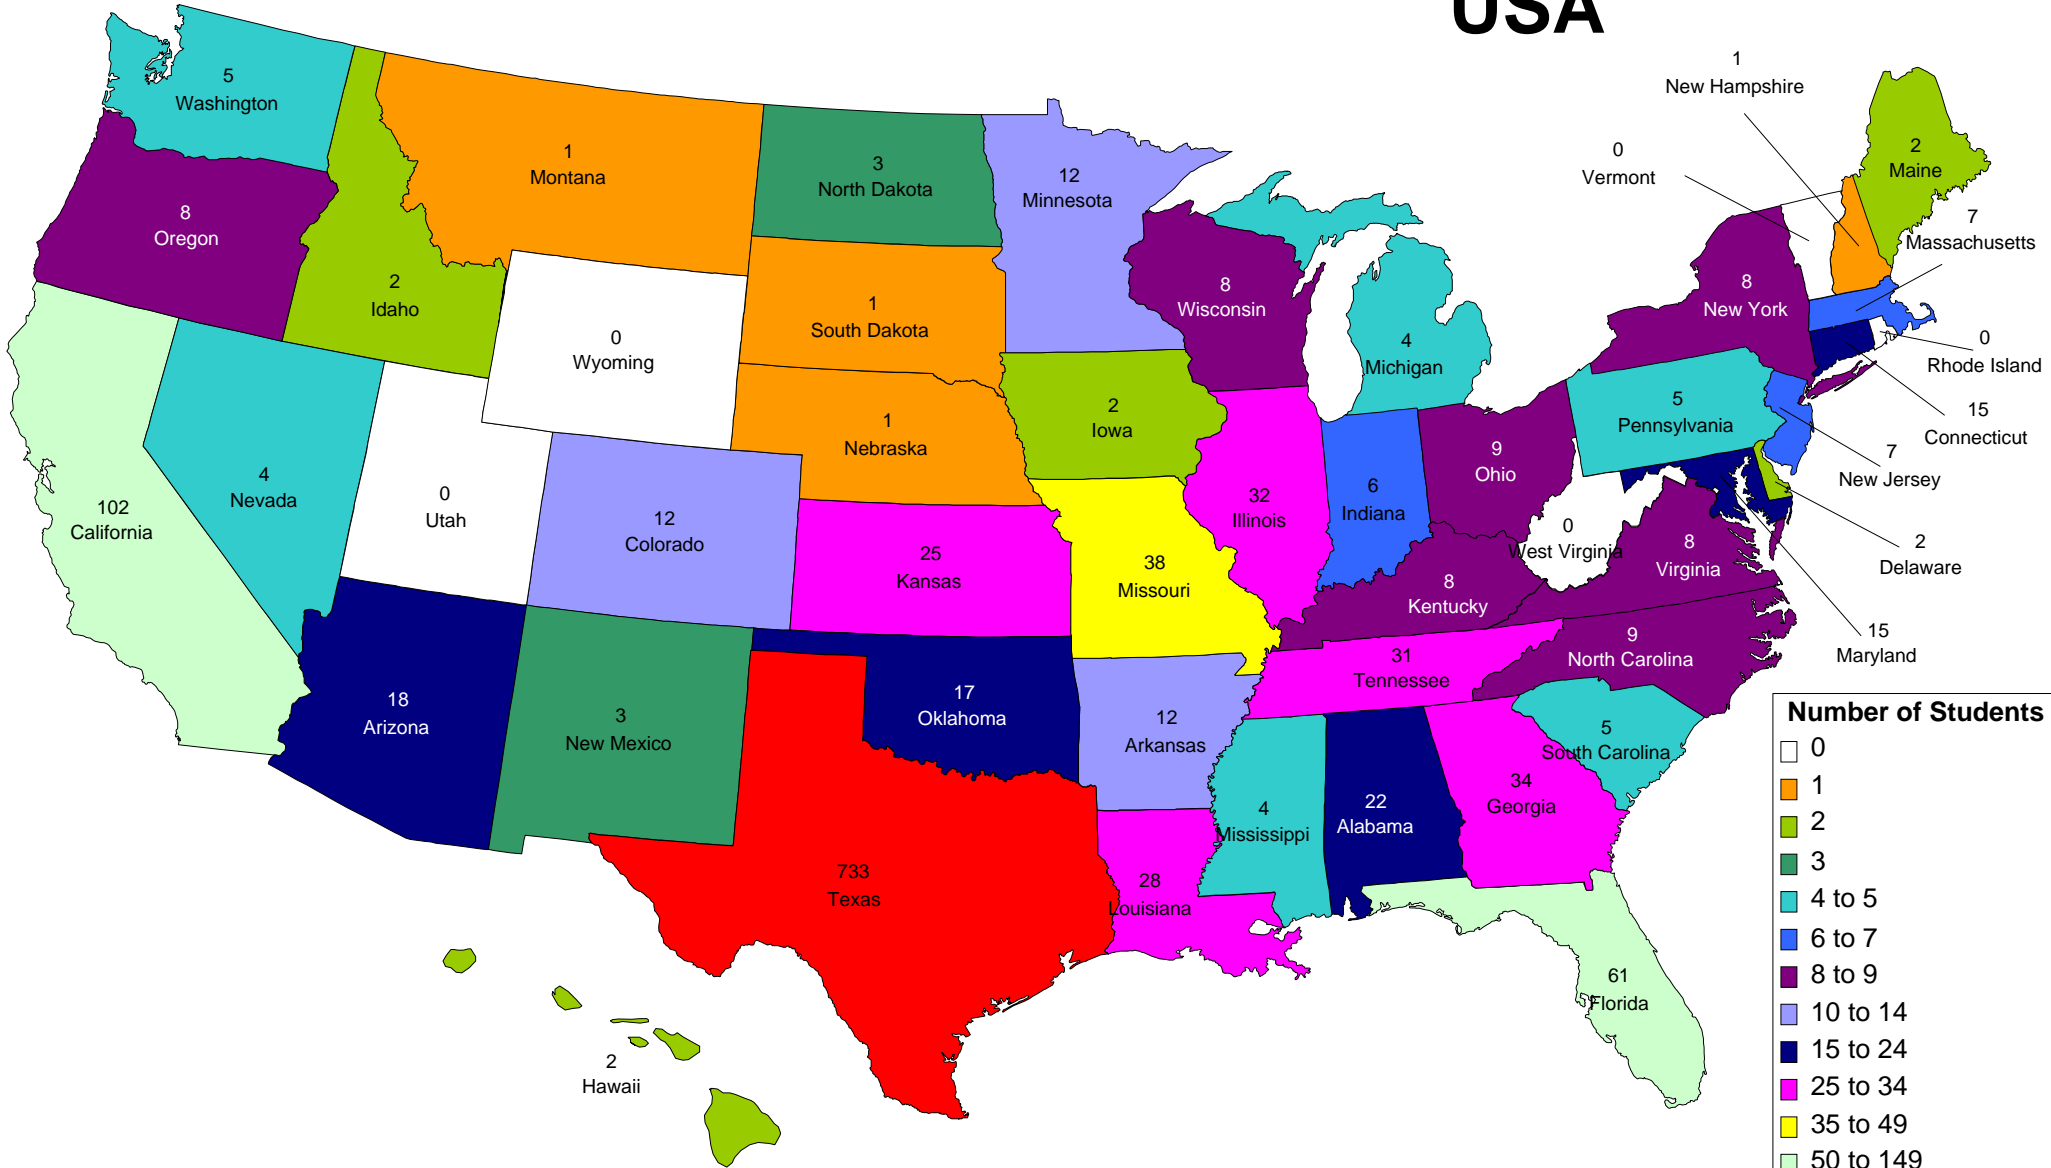 USA
1
New Hampshire
0
Vermont
2
Maine
7
Massachusetts
5
Washington
1
Montana
3
North Dakota
12
Minnesota
8
Oregon
2
Idaho
0
Wyoming
1
South Dakota
8
Wisconsin
4
Michigan
8
New York
0
Rhode Island
15
Connecticut
7
New Jersey
5
Pennsylvania
1
Nebraska
2
Iowa
9
Ohio
6
Indiana
32
Illinois
102
California
4
Nevada
0
Utah
12
Colorado
25
Kansas
38
Missouri
0
West Virginia
8
Virginia
2
Delaware
8
Kentucky
15
Maryland
9
North Carolina
31
Tennessee
18
Arizona
3
New Mexico
17
Oklahoma
12
Arkansas
5
South Carolina
4
Mississippi
22
Alabama
34
Georgia
733
Texas
28
Louisiana
61
Florida
2
Hawaii
Number of Students
0
1
2
3
4 to 5
6 to 7
8 to 9
10 to 14
15 to 24
25 to 34
35 to 49
50 to 149